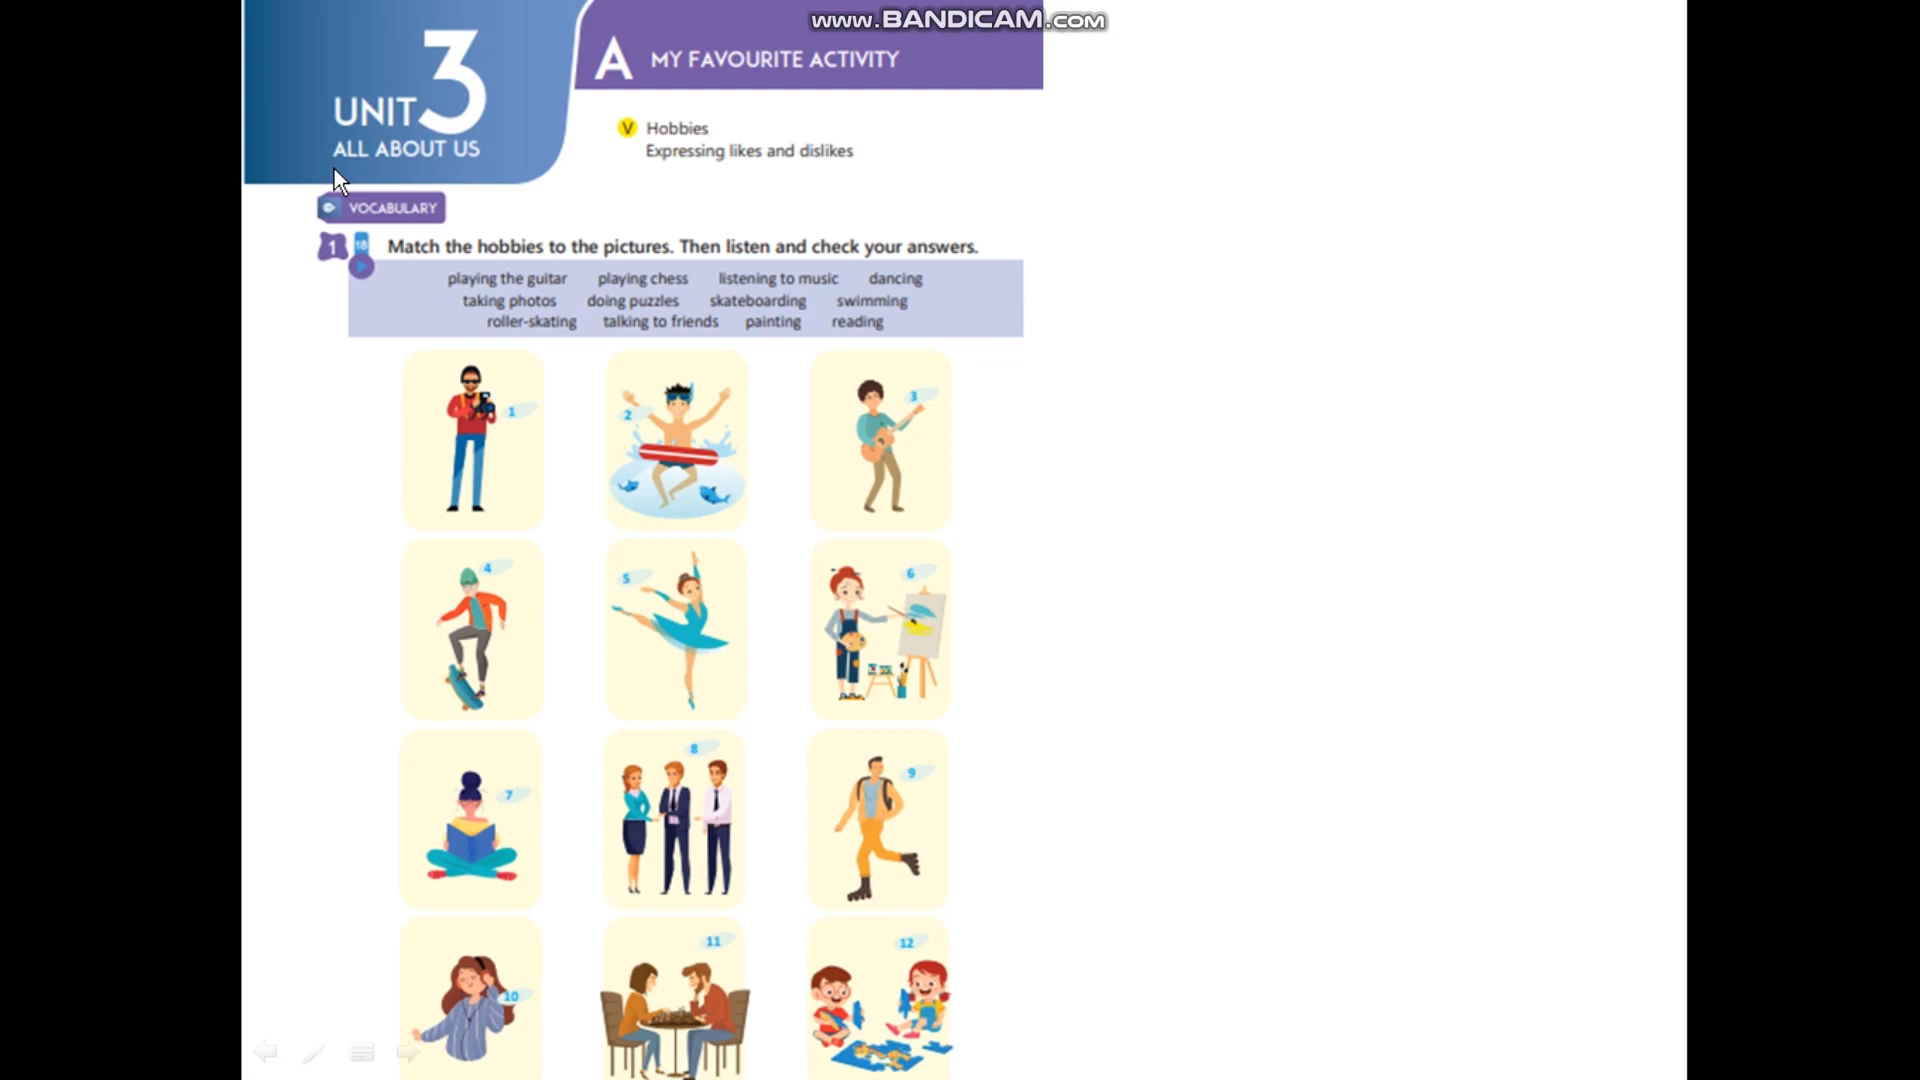 www.BANDICAM.com
UNIT 3
ALL ABOUT US
A MY FAVOURITE ACTIVITY
V Hobbies
Expressing likes and dislikes
VOCABULARY
1 18 Match the hobbies to the pictures. Then listen and check your answers.
playing the guitar playing chess listening to music dancing
taking photos doing puzzles skateboarding swimming
roller-skating talking to friends painting reading
1 2 3
4 5 6
7 8 9
10 11 12